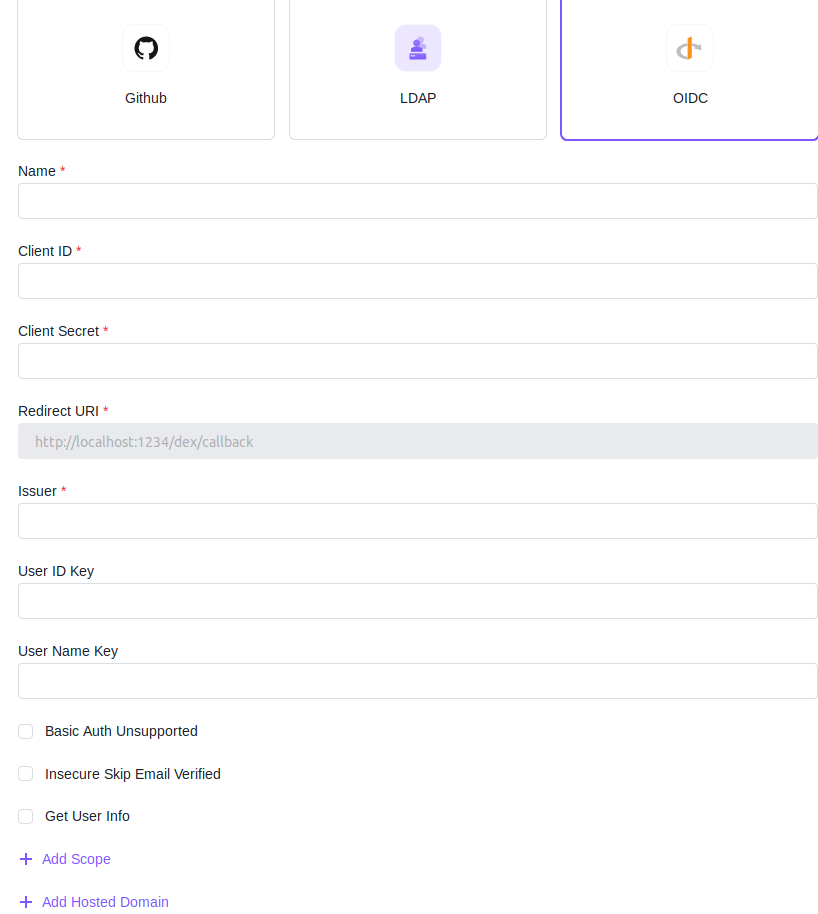 Github
LDAP
OIDC
Name *
Client ID *
Client Secret *
Redirect URI *
http://localhost:1234/dex/callback
Issuer *
User ID Key
User Name Key
Basic Auth Unsupported
Insecure Skip Email Verified
Get User Info
+ Add Scope
+ Add Hosted Domain